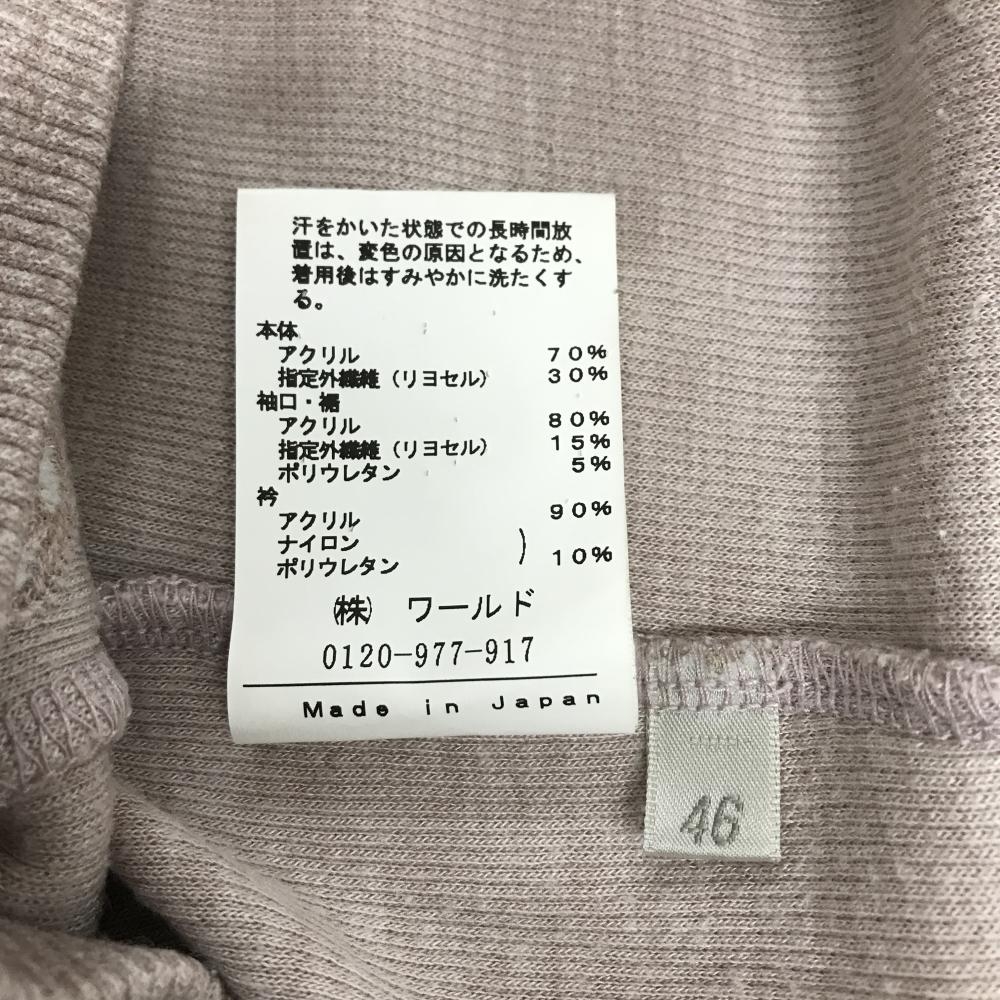 汗をかいた状態での長時間放
置は、変色の原因となるため、
着用後はすみやかに洗たくす
る。
本体
アクリル 70%
指定外繊維（リヨセル） 30%
袖口・裾
アクリル 80%
指定外繊維（リヨセル） 15%
ポリウレタン 5%
衿
アクリル 90%
ナイロン
ポリウレタン ) 10%
㈱ ワールド
0120-977-917
Made in Japan
46